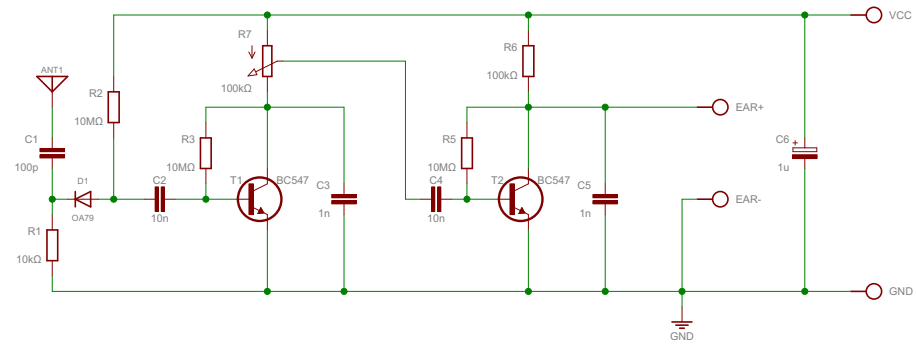 VCC
R7
100kΩ
R6
100kΩ
ANT1
R2
10MΩ
EAR+
C1
100p
R3
10MΩ
R5
10MΩ
C6
+
1u
D1
OA79
C2
10n
T1
BC547
C3
1n
C4
10n
T2
BC547
C5
1n
EAR-
R1
10kΩ
GND
GND